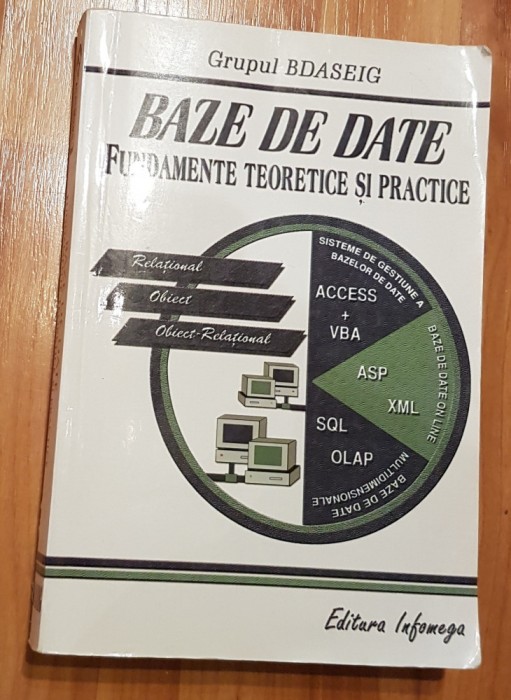 Grupul BDASEIG
BAZE DE DATE
FUNDAMENTE TEORETICE ȘI PRACTICE
Relațional
Obiect
Obiect-Relațional
SISTEME DE GESTIUNE A
BAZELOR DE DATE
ACCESS
+
VBA
ASP
XML
BAZE DE DATE ON LINE
SQL
OLAP
BAZE DE DATE
MULTIDIMENSIONALE
Editura Infomega